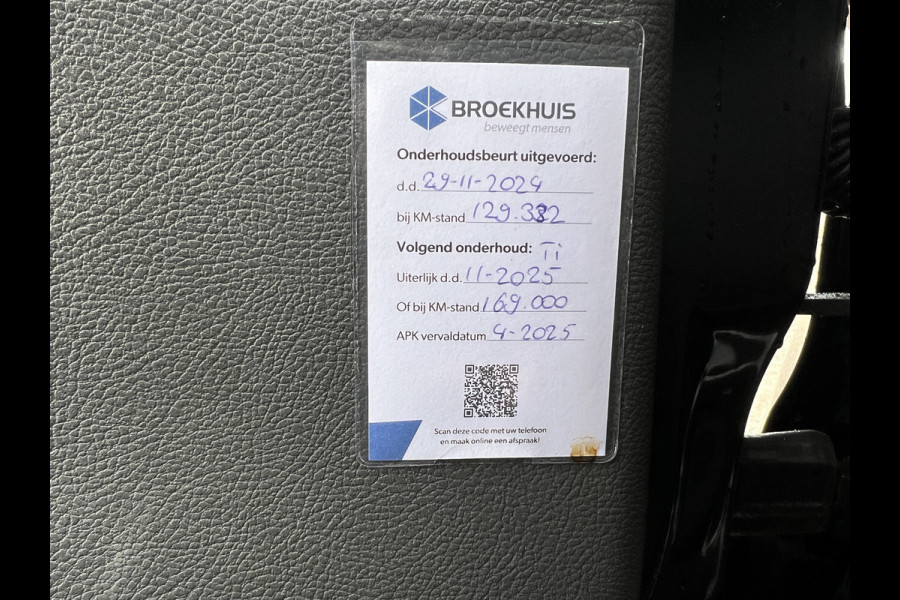 BROEKHUIS
beweegt mensen
Onderhoudsbeurt uitgevoerd:
d.d. 29-11-2024
bij KM-stand 129.382
Volgend onderhoud: Ti
Uiterlijk d.d. 11-2025
Of bij KM-stand 169.000
APK vervaldatum 4-2025
Scan deze code met uw telefoon
en maak online een afspraak!